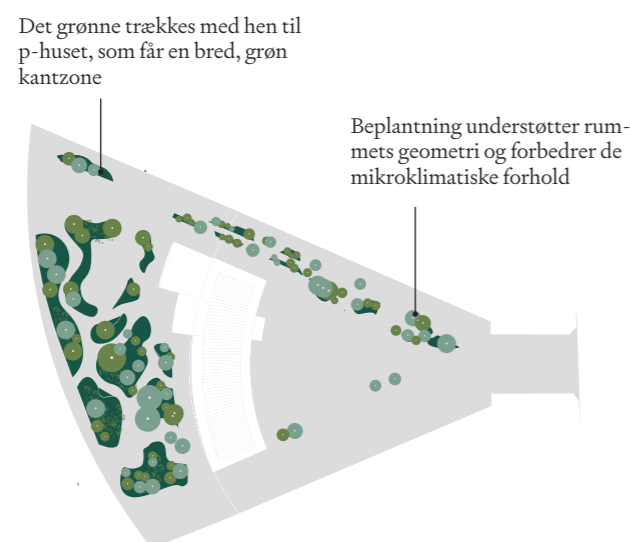 Det grønne trækkes med hen til
p-huset, som får en bred, grøn
kantzone
Beplantning understøtter rum-
mets geometri og forbedrer de
mikroklimatiske forhold